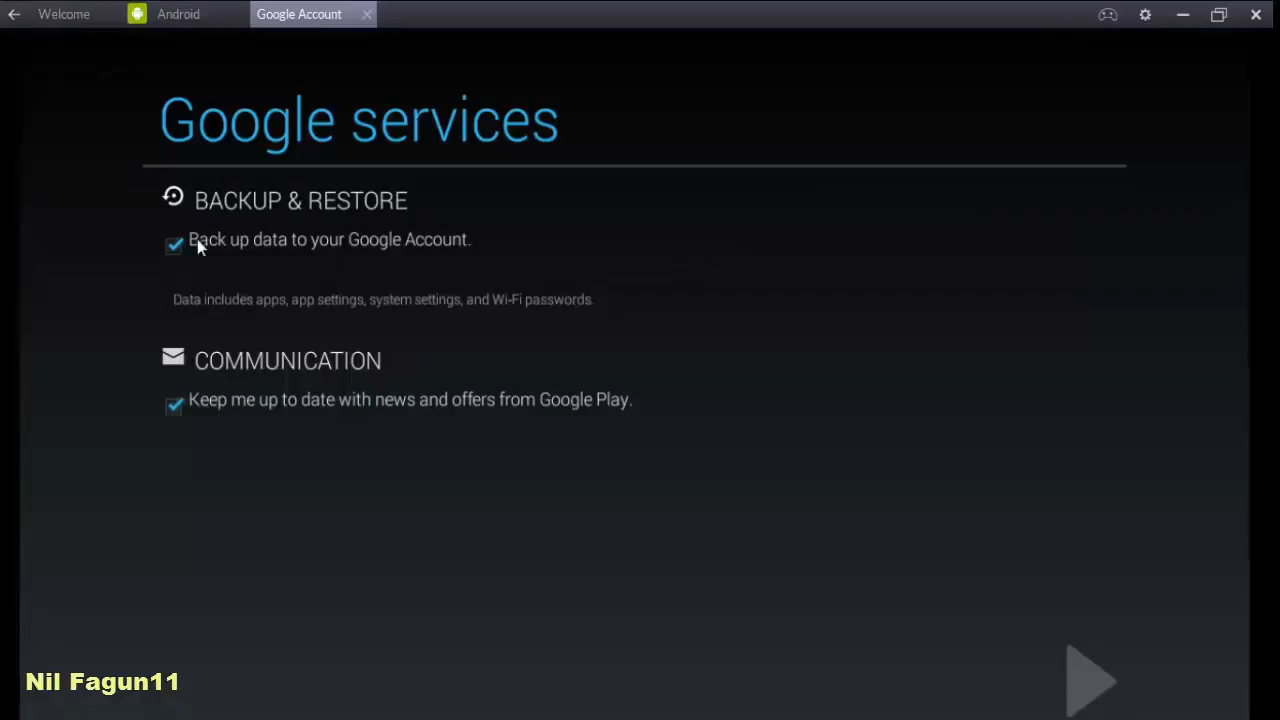 Welcome
Android
Google Account
Google services
BACKUP & RESTORE
Back up data to your Google Account.
Data includes apps, app settings, system settings, and Wi-Fi passwords.
COMMUNICATION
Keep me up to date with news and offers from Google Play.
Nil Fagun11